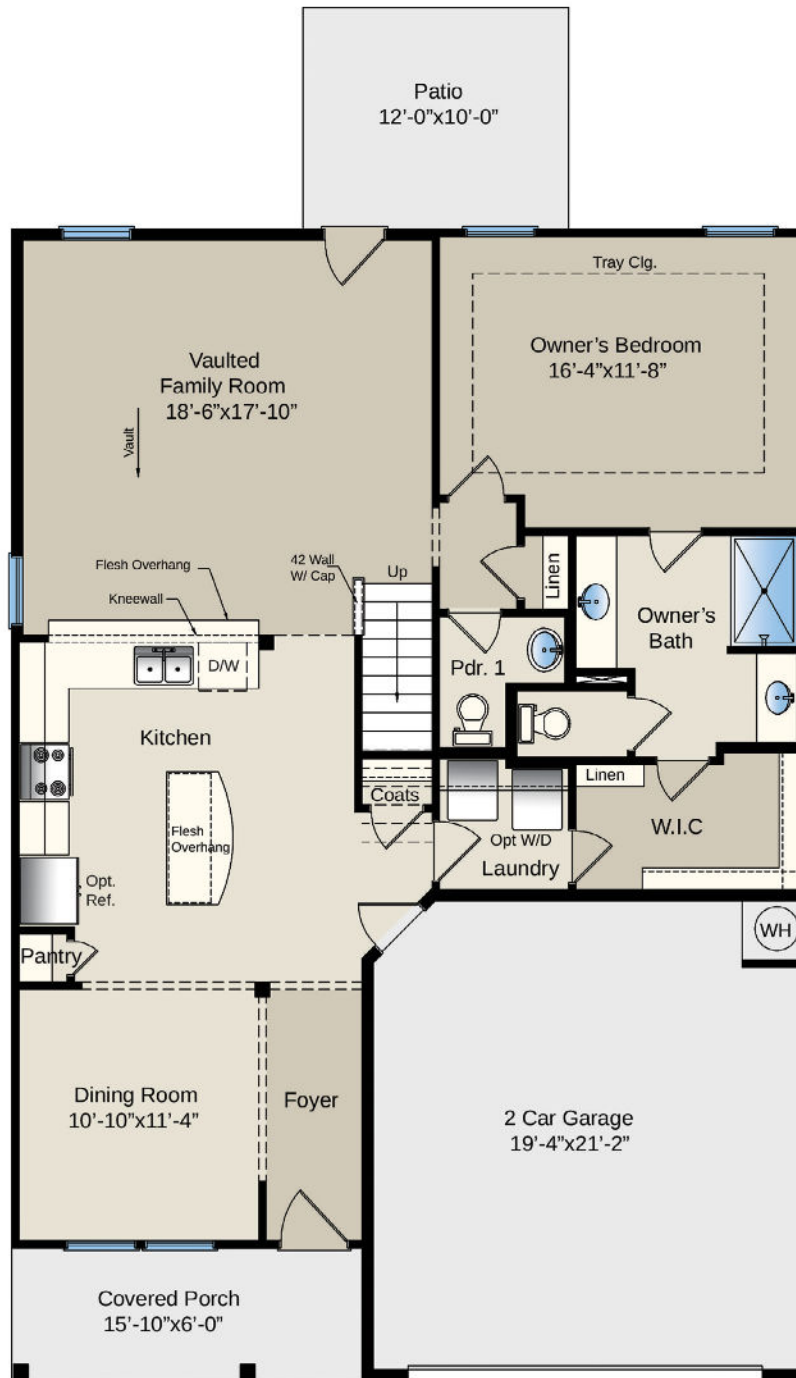 Patio
12’-0”x10’-0”
Tray Clg.
Owner’s Bedroom
16’-4”x11’-8”
Vaulted
Family Room
18’-6”x17’-10”
Vault
Flesh Overhang
Kneewall
42 Wall
W/ Cap
Up
Linen
Owner’s
Bath
D/W
Pdr. 1
Kitchen
Coats
Linen
Opt W/D
Laundry
W.I.C
Flesh
Overhang
Opt.
Ref.
Pantry
WH
Dining Room
10’-10”x11’-4”
Foyer
2 Car Garage
19’-4”x21’-2”
Covered Porch
15’-10”x6’-0”